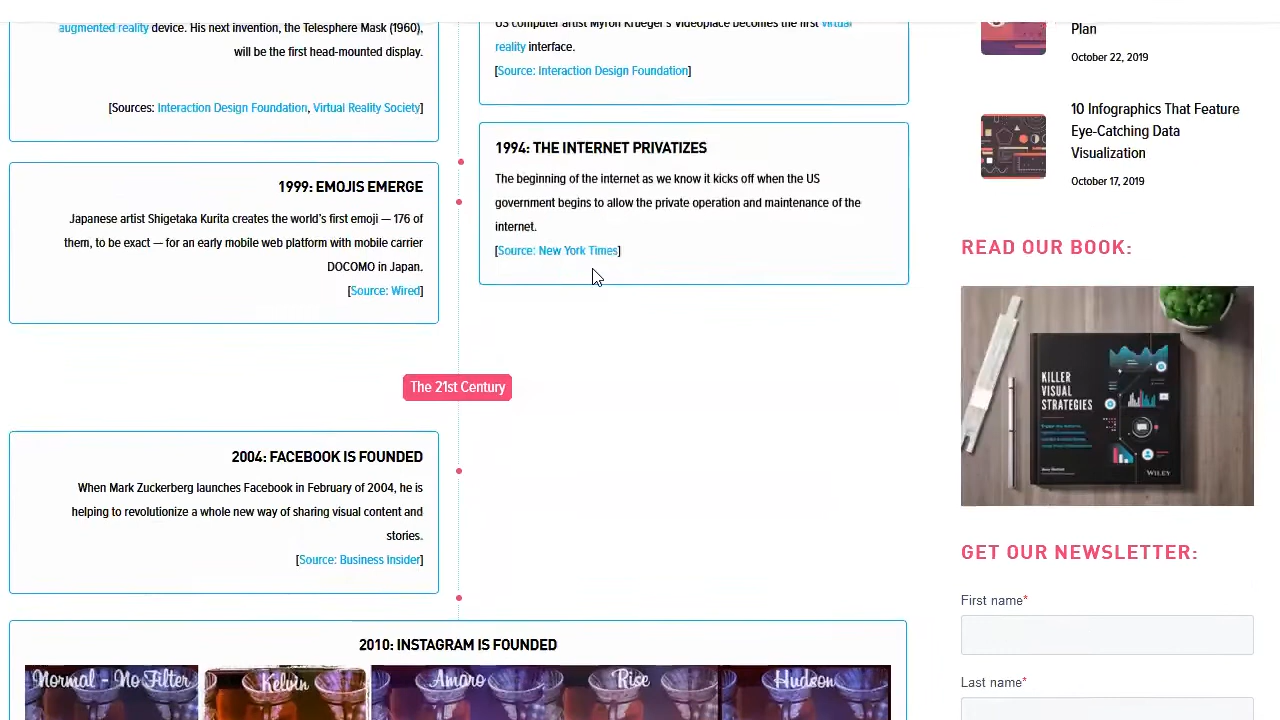 augmented reality device. His next invention, the Telesphere Mask (1960),
will be the first head-mounted display.
[Sources: Interaction Design Foundation, Virtual Reality Society]
1999: EMOJIS EMERGE
Japanese artist Shigetaka Kurita creates the world's first emoji — 176 of
them, to be exact — for an early mobile web platform with mobile carrier
DOCOMO in Japan.
[Source: Wired]
US computer artist Myron Krueger's Videoplace becomes the first virtual
reality interface.
[Source: Interaction Design Foundation]
1994: THE INTERNET PRIVATIZES
The beginning of the internet as we know it kicks off when the US
government begins to allow the private operation and maintenance of the
internet.
[Source: New York Times]
The 21st Century
2004: FACEBOOK IS FOUNDED
When Mark Zuckerberg launches Facebook in February of 2004, he is
helping to revolutionize a whole new way of sharing visual content and
stories.
[Source: Business Insider]
2010: INSTAGRAM IS FOUNDED
Normal - No Filter
Kelvin
Amaro
Rise
Hudson
Plan
October 22, 2019
10 Infographics That Feature
Eye-Catching Data
Visualization
October 17, 2019
READ OUR BOOK:
KILLER
VISUAL
STRATEGIES
WILEY
GET OUR NEWSLETTER:
First name*
Last name*